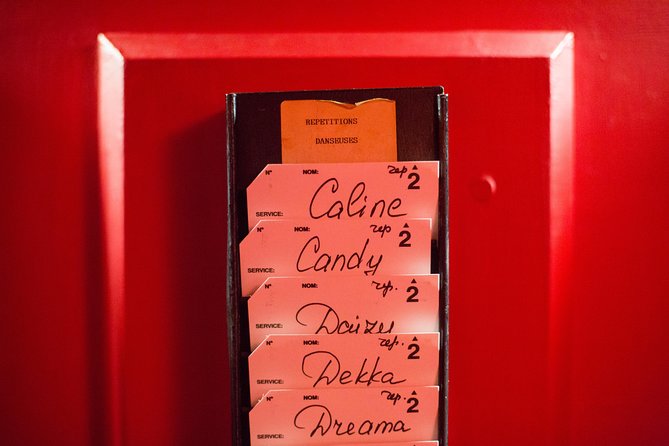 REPETITIONS
DANSEUSES
N° NOM: rep 2
SERVICE: Caline
N° NOM: rep 2
SERVICE: Candy
N° NOM: rep. 2
SERVICE: Daizy
N° NOM: rep. 2
SERVICE: Dekka
N° NOM: rep. 2
SERVICE: Dreama